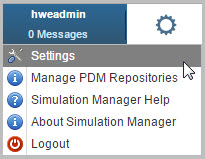 hweadmin
0 Messages
Settings
Manage PDM Repositories
Simulation Manager Help
About Simulation Manager
Logout